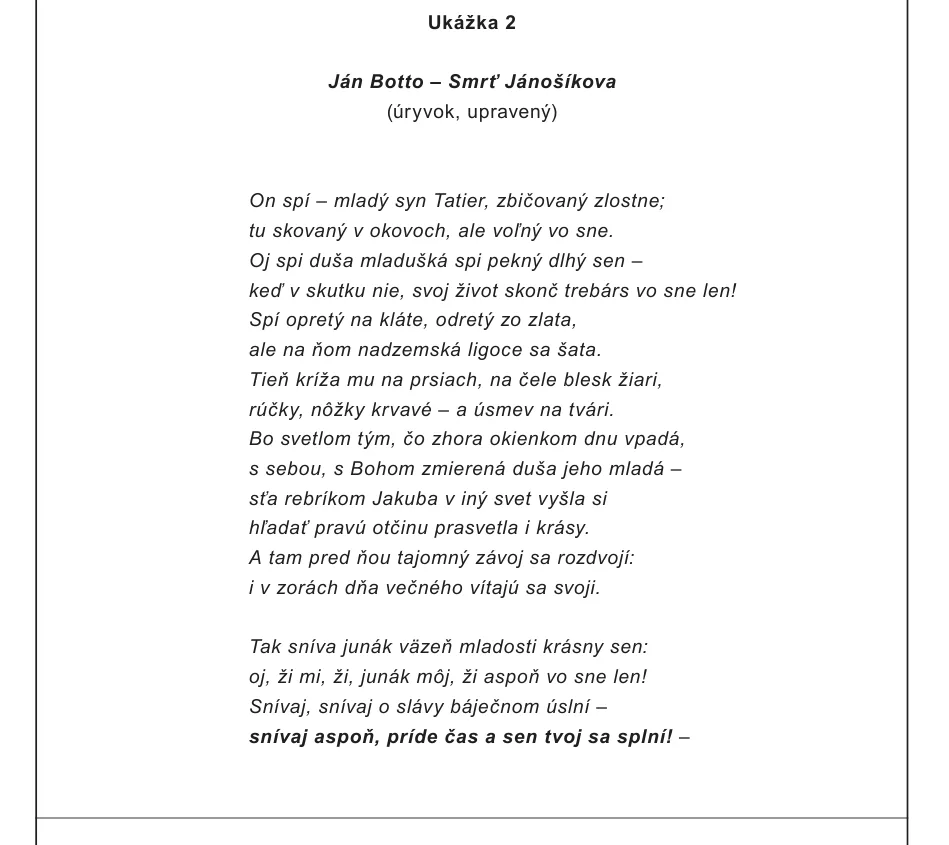 Ukážka 2
Ján Botto – Smrť Jánošíkova
(úryvok, upravený)
On spí – mladý syn Tatier, zbičovaný zlostne;
tu skovaný v okovoch, ale voľný vo sne.
Oj spi duša mladušká spi pekný dlhý sen –
keď v skutku nie, svoj život skonč trebárs vo sne len!
Spí opretý na kláte, odretý zo zlata,
ale na ňom nadzemská ligoce sa šata.
Tieň kríža mu na prsiach, na čele blesk žiari,
rúčky, nôžky krvavé – a úsmev na tvári.
Bo svetlom tým, čo zhora okienkom dnu vpadá,
s sebou, s Bohom zmierená duša jeho mladá –
sťa rebríkom Jakuba v iný svet vyšla si
hľadať pravú otčinu prasvetla i krásy.
A tam pred ňou tajomný závoj sa rozdvojí:
i v zorách dňa večného vítajú sa svoji.
Tak sníva junák väzeň mladosti krásny sen:
oj, ži mi, ži, junák môj, ži aspoň vo sne len!
Snívaj, snívaj o slávy báječnom úslní –
snívaj aspoň, príde čas a sen tvoj sa splní! –